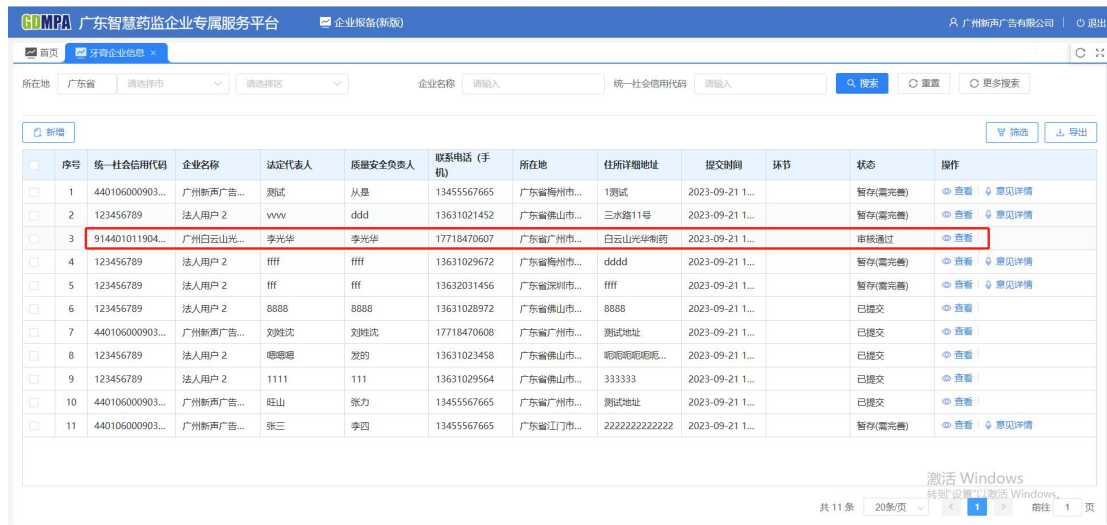 GDMPA 广东智慧药监企业专属服务平台 企业报备(新版) 广州新声广告有限公司 退出
首页 牙膏企业信息 ×
所在地 广东省 请选择市 请选择区 企业名称 请输入 统一社会信用代码 请输入 搜索 重置 更多搜索
新增 筛选 导出
序号 统一社会信用代码 企业名称 法定代表人 质量安全负责人 联系电话（手机） 所在地 住所详细地址 提交时间 环节 状态 操作
1 440106000903... 广州新声广告... 测试 从是 13455567665 广东省梅州市... 1测试 2023-09-21 1... 暂存(需完善) 查看 意见详情
2 123456789 法人用户 2 vvvv ddd 13631021452 广东省佛山市... 三水路11号 2023-09-21 1... 暂存(需完善) 查看 意见详情
3 914401011904... 广州白云山光... 李光华 李光华 17718470607 广东省广州市... 白云山光华制药 2023-09-21 1... 审核通过 查看
4 123456789 法人用户 2 ffff ffff 13631029672 广东省梅州市... dddd 2023-09-21 1... 暂存(需完善) 查看 意见详情
5 123456789 法人用户 2 fff fff 13632031456 广东省深圳市... ffff 2023-09-21 1... 暂存(需完善) 查看 意见详情
6 123456789 法人用户 2 8888 8888 13631028972 广东省佛山市... 8888 2023-09-21 1... 已提交 查看
7 440106000903... 广州新声广告... 刘姓沈 刘姓沈 17718470608 广东省广州市... 测试地址 2023-09-21 1... 已提交 查看
8 123456789 法人用户 2 嗯嗯嗯 发的 13631023458 广东省佛山市... 呃呃呃呃呃... 2023-09-21 1... 已提交 查看
9 123456789 法人用户 2 1111 111 13631029564 广东省佛山市... 333333 2023-09-21 1... 已提交 查看
10 440106000903... 广州新声广告... 旺山 张力 13455567665 广东省广州市... 测试地址 2023-09-21 1... 已提交 查看
11 440106000903... 广州新声广告... 张三 李四 13455567665 广东省江门市... 2222222222222 2023-09-21 1... 暂存(需完善) 查看 意见详情
激活 Windows
转到"设置"以激活 Windows。
共 11 条 20条/页 < 1 > 前往 1 页